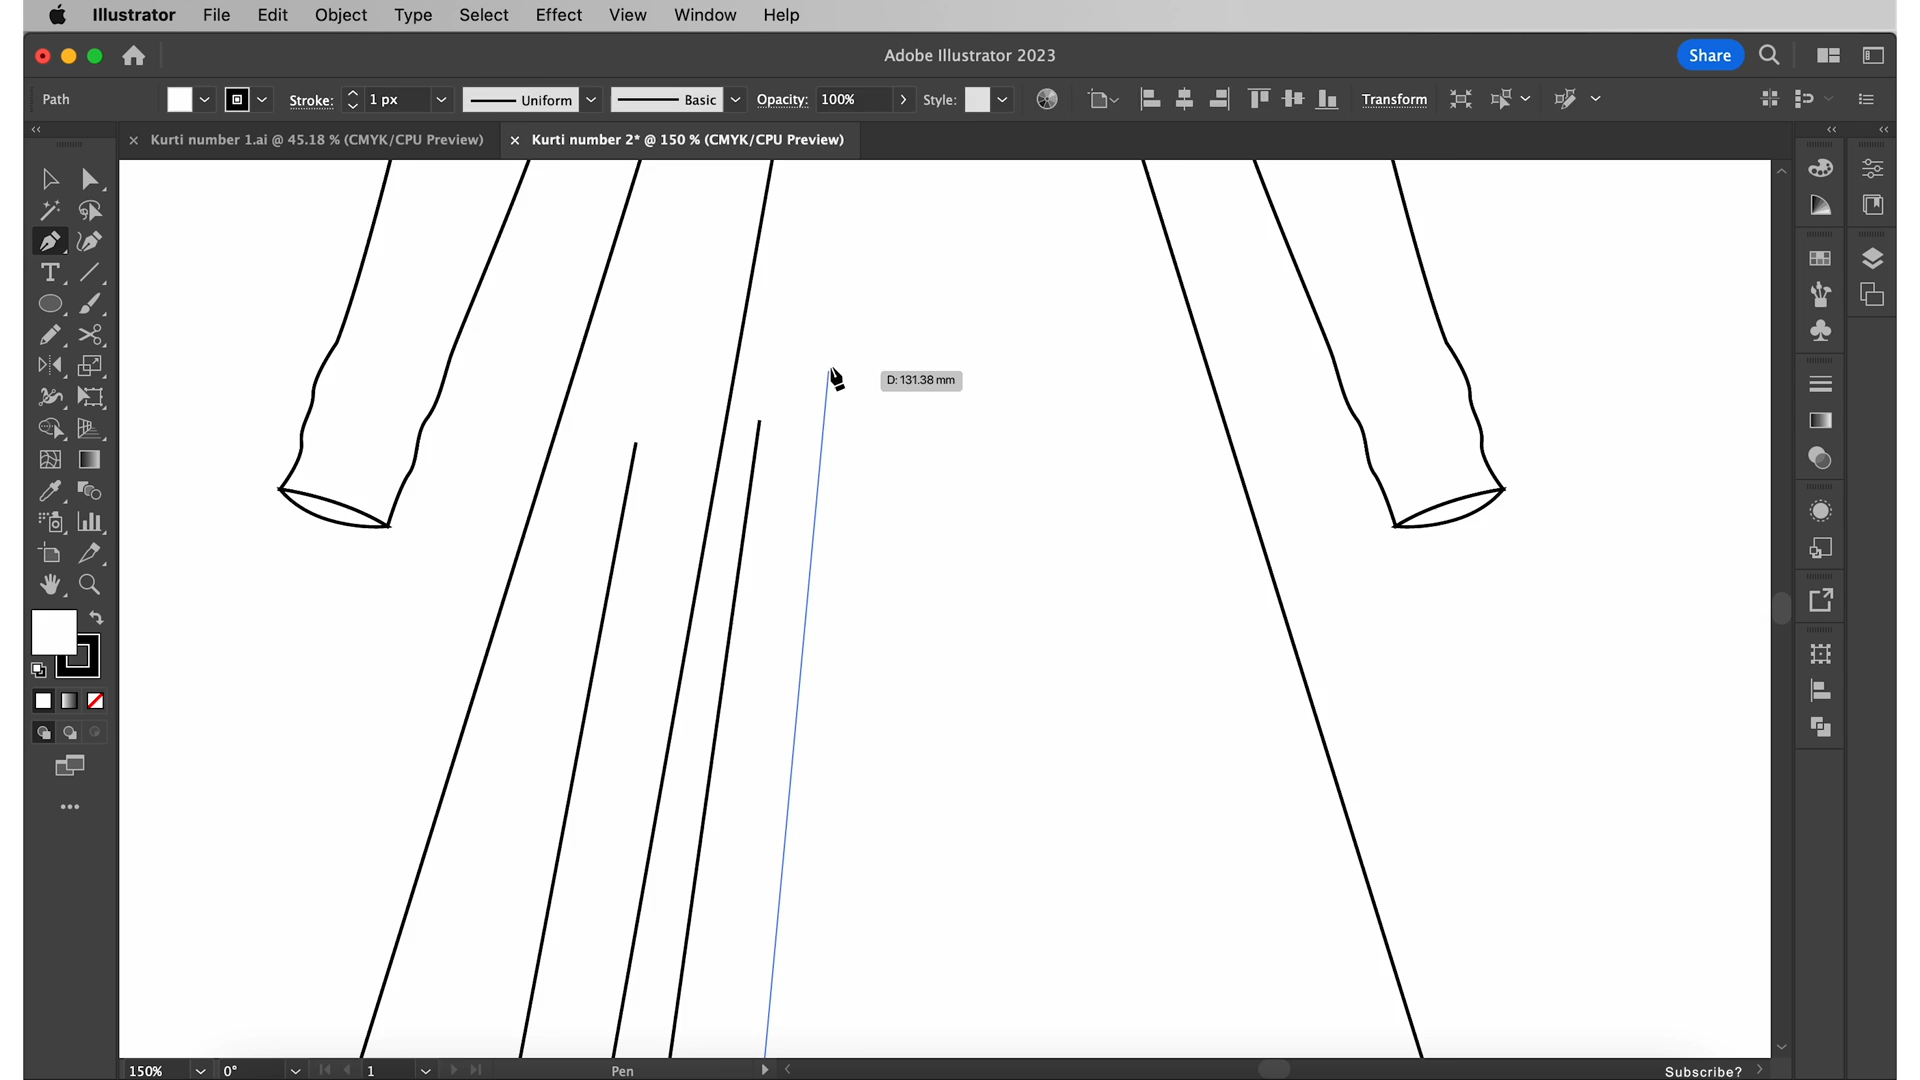 Illustrator File Edit Object Type Select Effect View Window Help
Adobe Illustrator 2023
Share
Path Stroke: 1 px Uniform Basic Opacity: 100% Style: Transform
Kurti number 1.ai @ 45.18 % (CMYK/CPU Preview) Kurti number 2* @ 150 % (CMYK/CPU Preview)
D: 131.38 mm
150% 0° 1 Pen Subscribe?